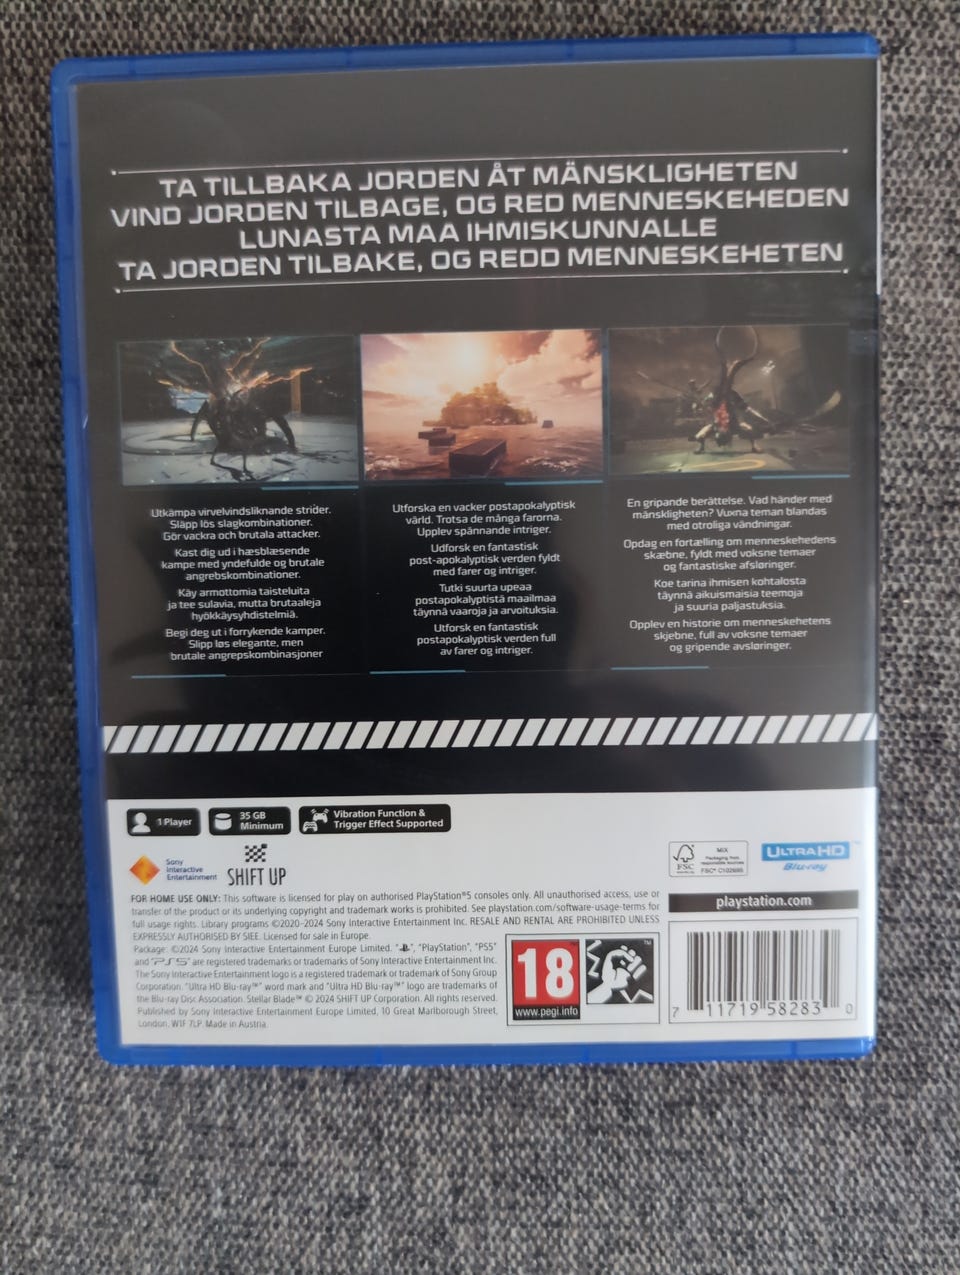 TA TILLBAKA JORDEN ÅT MÄNSKLIGHETEN
VIND JORDEN TILBAGE, OG RED MENNESKEHEDEN
LUNASTA MAA IHMISKUNNALLE
TA JORDEN TILBAKE, OG REDD MENNESKEHETEN
Utkämpa virvelvindsliknande strider.
Släpp lös slagkombinationer.
Gör vackra och brutala attacker.
Kast dig ud i hæsblæsende
kampe med yndefulde og brutale
angrebskombinationer.
Käy armottomia taisteluita
ja tee sulavia, mutta brutaaleja
hyökkäysyhdistelmiä.
Begi deg ut i forrykende kamper.
Slipp løs elegante, men
brutale angrepskombinasjoner
Utforska en vacker postapokalyptisk
värld. Trotsa de många farorna.
Upplev spännande intriger.
Udforsk en fantastisk
post-apokalyptisk verden fyldt
med farer og intriger.
Tutki suurta upeaa
postapokalyptistä maailmaa
täynnä vaaroja ja arvoituksia.
Utforsk en fantastisk
postapokalyptisk verden full
av farer og intriger.
En gripande berättelse. Vad händer med
mänskligheten? Vuxna teman blandas
med otroliga vändningar.
Opdag en fortælling om menneskehedens
skæbne, fyldt med voksne temaer
og fantastiske afsløringer.
Koe tarina ihmisen kohtalosta
täynnä aikuismaisia teemoja
ja suuria paljastuksia.
Opplev en historie om menneskehetens
skjebne, full av voksne temaer
og gripende avsløringer.
1 Player
35 GB
Minimum
Vibration Function &
Trigger Effect Supported
Sony
Interactive
Entertainment
SHIFT UP
FSC
MIX
Packaging from
responsible sources
FSC® C102695
ULTRA HD
Blu-ray™
FOR HOME USE ONLY: This software is licensed for play on authorised PlayStation®5 consoles only. All unauthorised access, use or
transfer of the product or its underlying copyright and trademark works is prohibited. See playstation.com/software-usage-terms for
full usage rights. Library programs ©2020-2024 Sony Interactive Entertainment Inc. RESALE AND RENTAL ARE PROHIBITED UNLESS
EXPRESSLY AUTHORISED BY SIEE. Licensed for sale in Europe.
Package: ©2024 Sony Interactive Entertainment Europe Limited. "", "PlayStation", "PS5"
and "PS5" are registered trademarks or trademarks of Sony Interactive Entertainment Inc.
The Sony Interactive Entertainment logo is a registered trademark or trademark of Sony Group
Corporation. "Ultra HD Blu-ray™" word mark and "Ultra HD Blu-ray™" logo are trademarks of
the Blu-ray Disc Association. Stellar Blade™ © 2024 SHIFT UP Corporation. All rights reserved.
Published by Sony Interactive Entertainment Europe Limited, 10 Great Marlborough Street,
London, W1F 7LP. Made in Austria.
18
www.pegi.info
™
playstation.com
7 11719 58283 0